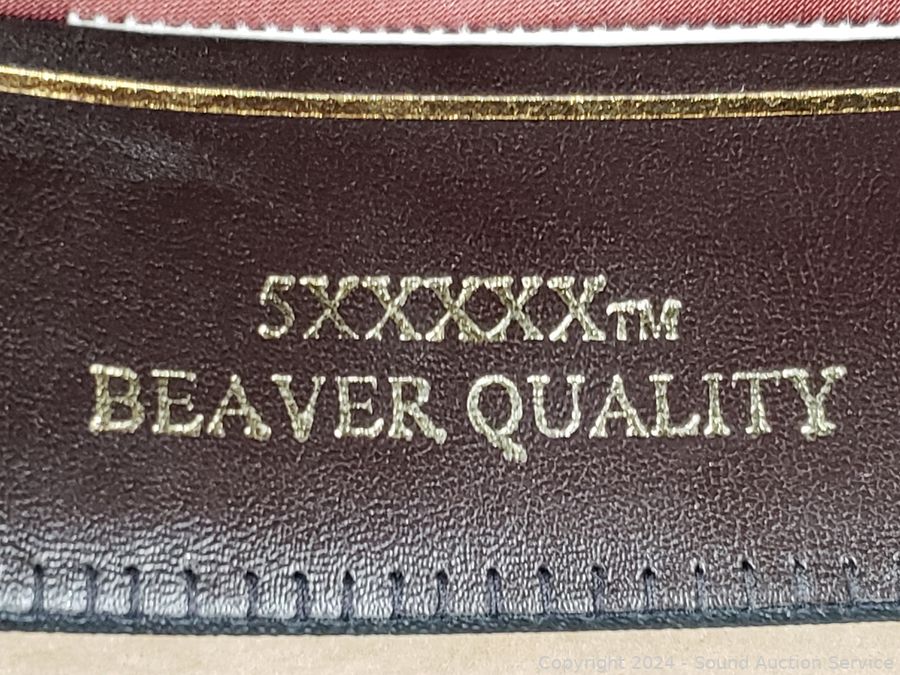 5XXXXX™
BEAVER QUALITY
Copyright 2024 - Sound Auction Service